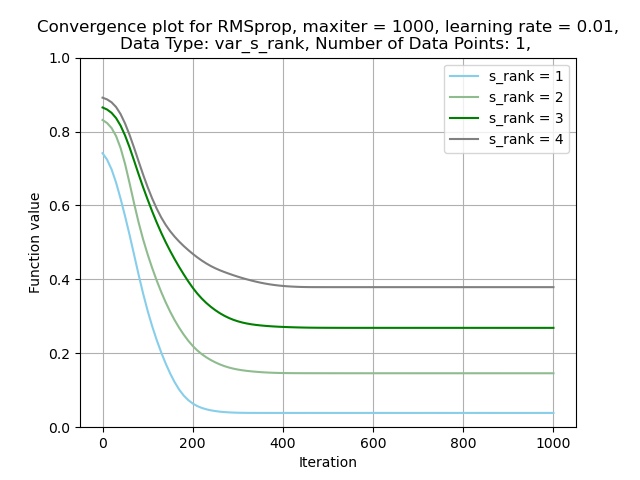 Convergence plot for RMSprop, maxiter = 1000, learning rate = 0.01,
Data Type: var_s_rank, Number of Data Points: 1,
1.0
0.8
0.6
0.4
0.2
0.0
Function value
s_rank = 1
s_rank = 2
s_rank = 3
s_rank = 4
0
200
400
600
800
1000
Iteration